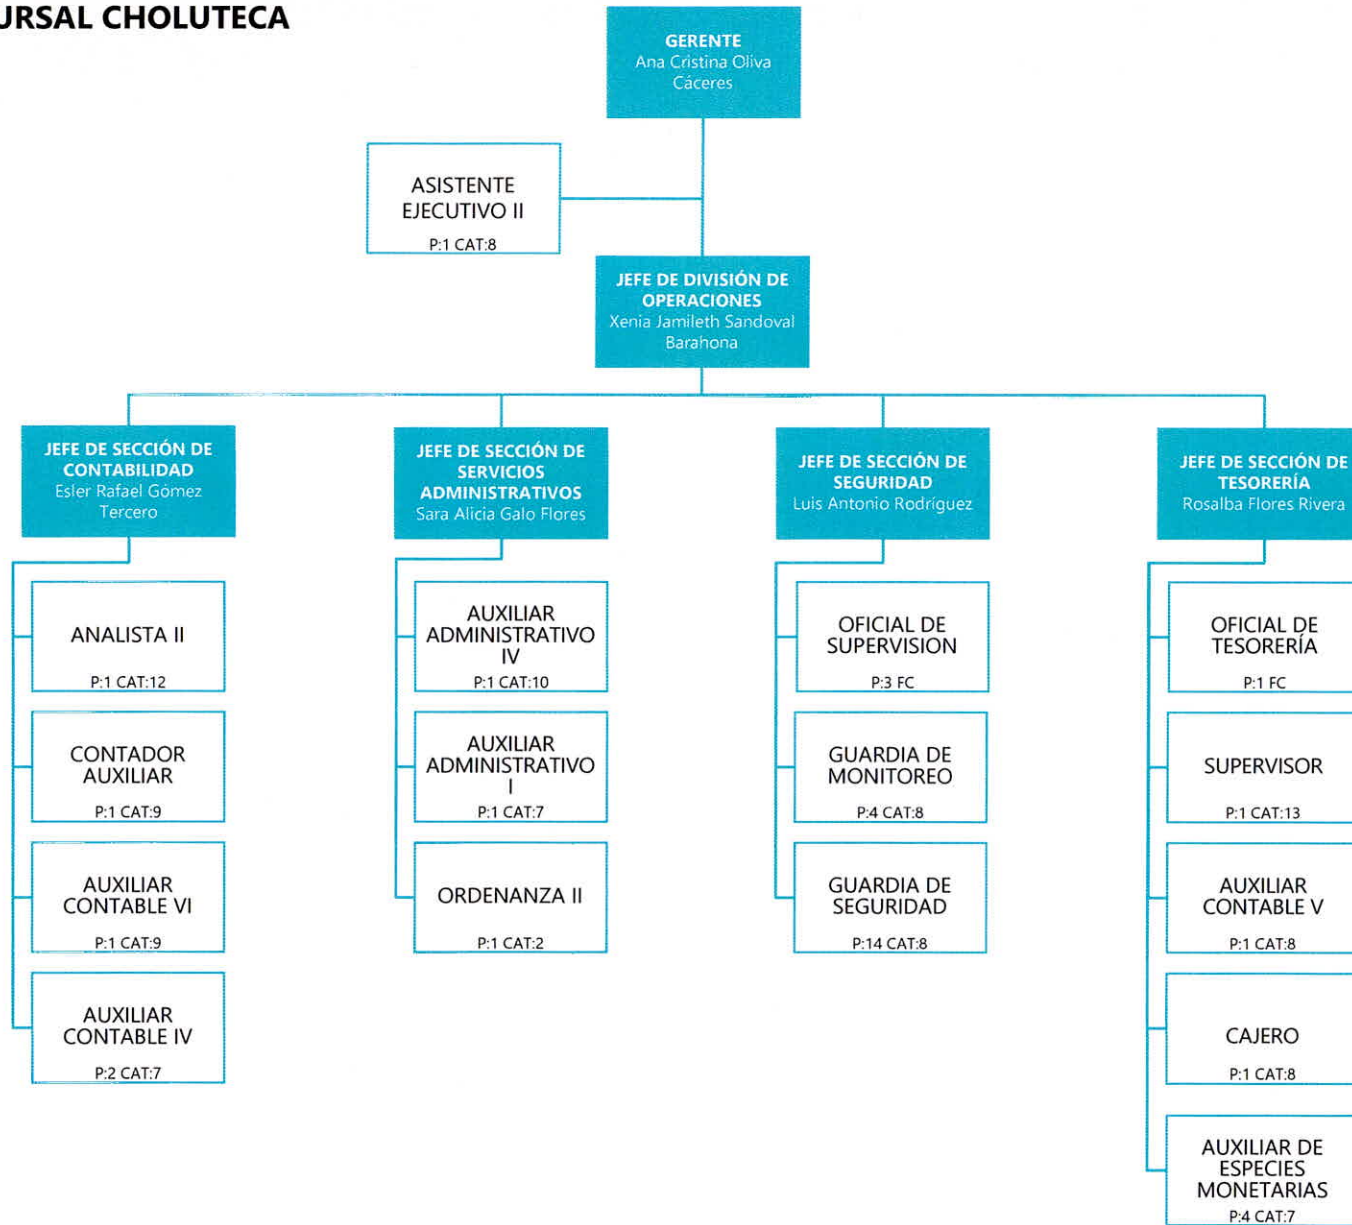 URSAL CHOLUTECA
GERENTE
Ana Cristina Oliva
Cáceres
ASISTENTE
EJECUTIVO II
P:1 CAT:8
JEFE DE DIVISIÓN DE
OPERACIONES
Xenia Jamileth Sandoval
Barahona
JEFE DE SECCIÓN DE
CONTABILIDAD
Esler Rafael Gómez
Tercero
ANALISTA II
P:1 CAT:12
CONTADOR
AUXILIAR
P:1 CAT:9
AUXILIAR
CONTABLE VI
P:1 CAT:9
AUXILIAR
CONTABLE IV
P:2 CAT:7
JEFE DE SECCIÓN DE
SERVICIOS
ADMINISTRATIVOS
Sara Alicia Galo Flores
AUXILIAR
ADMINISTRATIVO
IV
P:1 CAT:10
AUXILIAR
ADMINISTRATIVO
I
P:1 CAT:7
ORDENANZA II
P:1 CAT:2
JEFE DE SECCIÓN DE
SEGURIDAD
Luis Antonio Rodríguez
OFICIAL DE
SUPERVISION
P:3 FC
GUARDIA DE
MONITOREO
P:4 CAT:8
GUARDIA DE
SEGURIDAD
P:14 CAT:8
JEFE DE SECCIÓN DE
TESORERÍA
Rosalba Flores Rivera
OFICIAL DE
TESORERÍA
P:1 FC
SUPERVISOR
P:1 CAT:13
AUXILIAR
CONTABLE V
P:1 CAT:8
CAJERO
P:1 CAT:8
AUXILIAR DE
ESPECIES
MONETARIAS
P:4 CAT:7